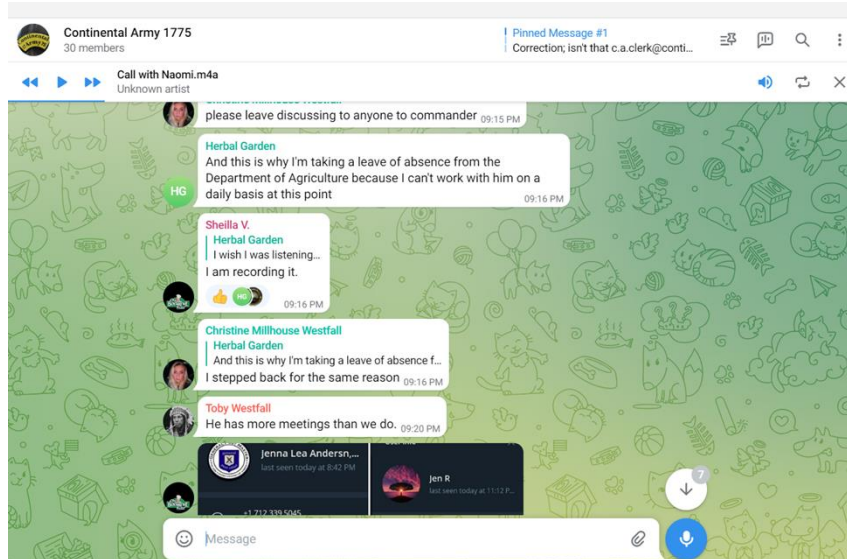 Continental Army 1775
30 members
Pinned Message #1
Correction; isn't that c.a.clerk@conti...
Call with Naomi.m4a
Unknown artist
please leave discussing to anyone to commander 09:15 PM
Herbal Garden
And this is why I'm taking a leave of absence from the
Department of Agriculture because I can't work with him on a
daily basis at this point
09:16 PM
HG
Sheilla V.
Herbal Garden
I wish I was listening...
I am recording it.
HG
09:16 PM
Christine Millhouse Westfall
Herbal Garden
And this is why I'm taking a leave of absence f...
I stepped back for the same reason 09:16 PM
Toby Westfall
He has more meetings than we do. 09:20 PM
Jenna Lea Andersn,...
last seen today at 8:42 PM
Jen R
last seen today at 11:12 P...
+1 712 339 5045
7
Message